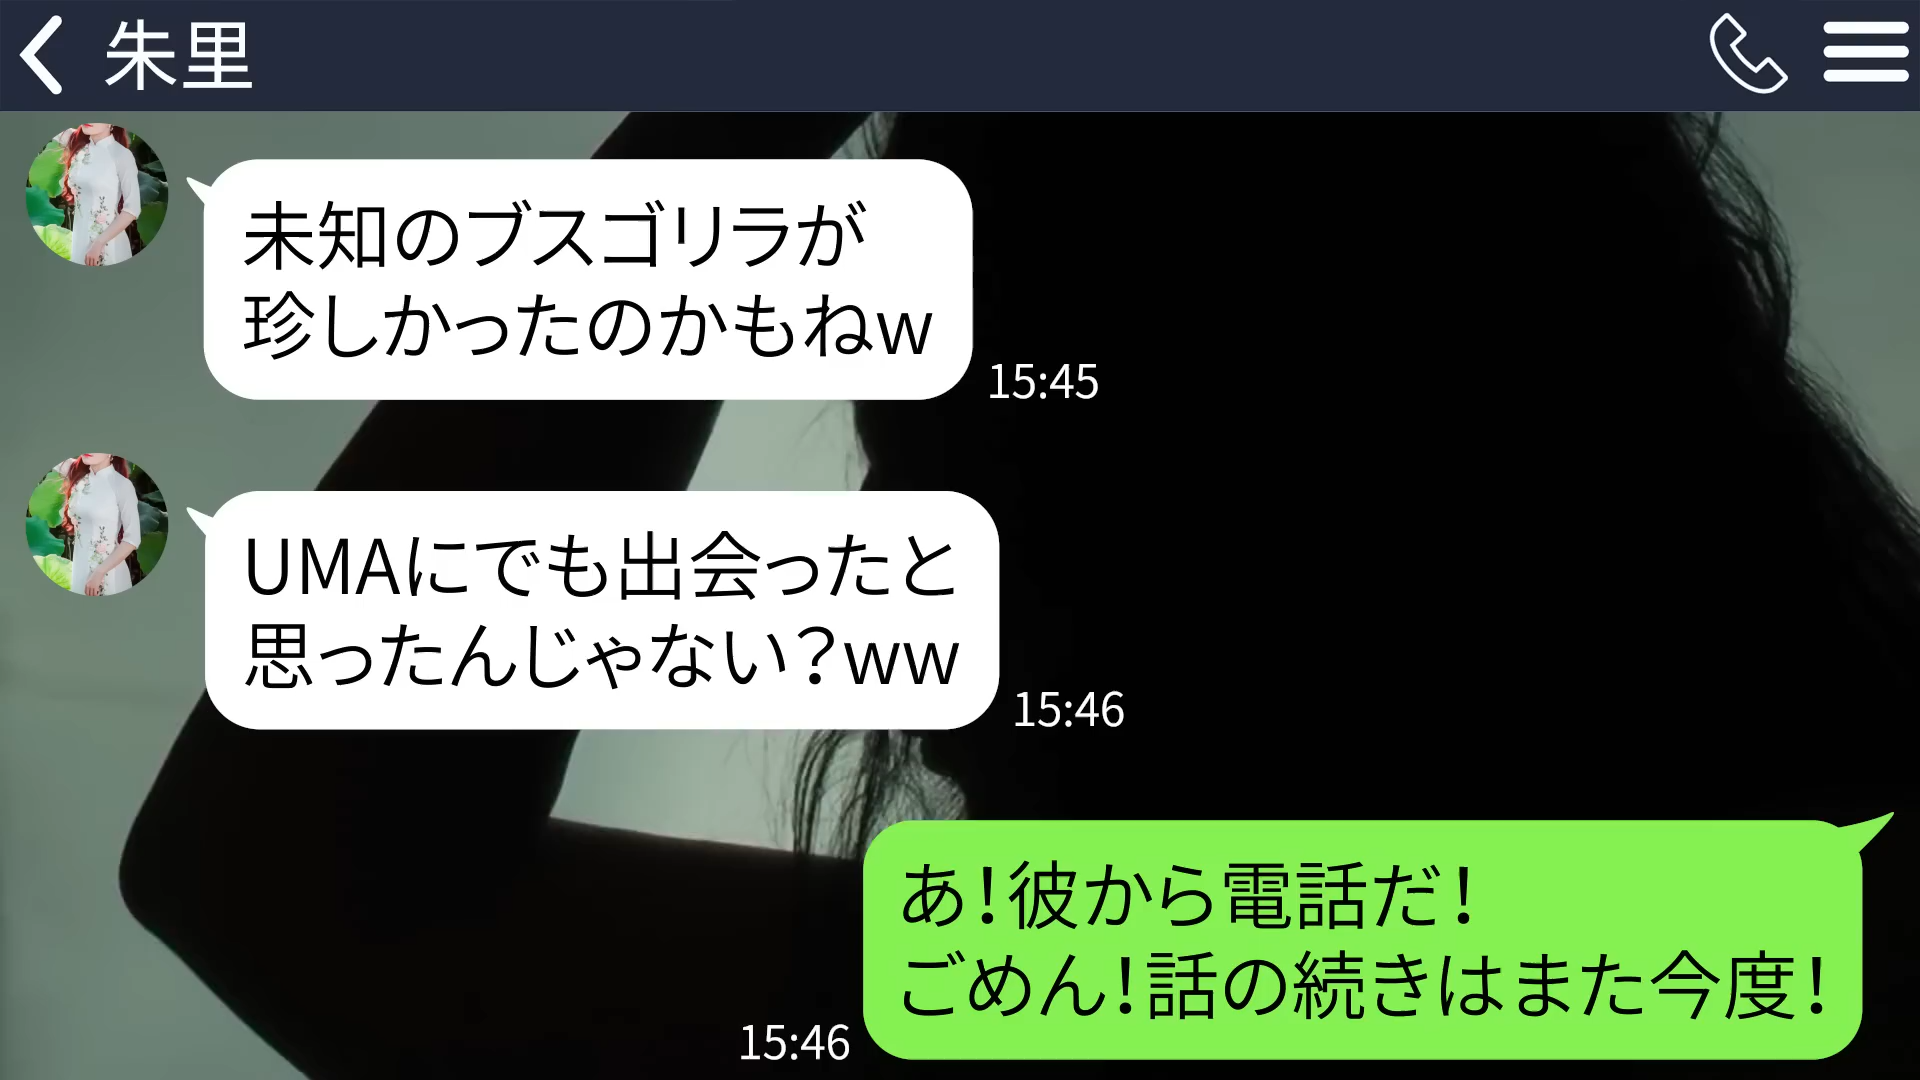 朱里
未知のブスゴリラが
珍しかったのかもねw
15:45
UMAにでも出会ったと
思ったんじゃない？ww
15:46
あ！彼から電話だ！
ごめん！話の続きはまた今度！
15:46